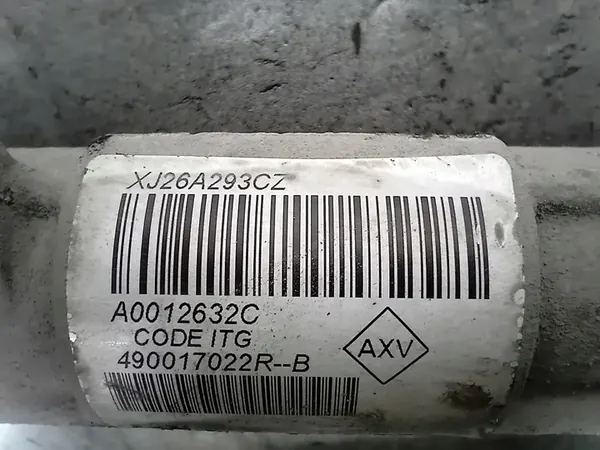 XJ26A293CZ
A0012632C
CODE ITG
490017022R--B
AXV